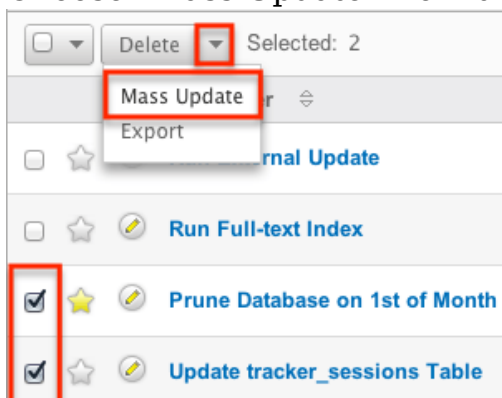 Delete Selected: 2
Mass Update
Export
Update
Run Full-text Index
Prune Database on 1st of Month
Update tracker_sessions Table